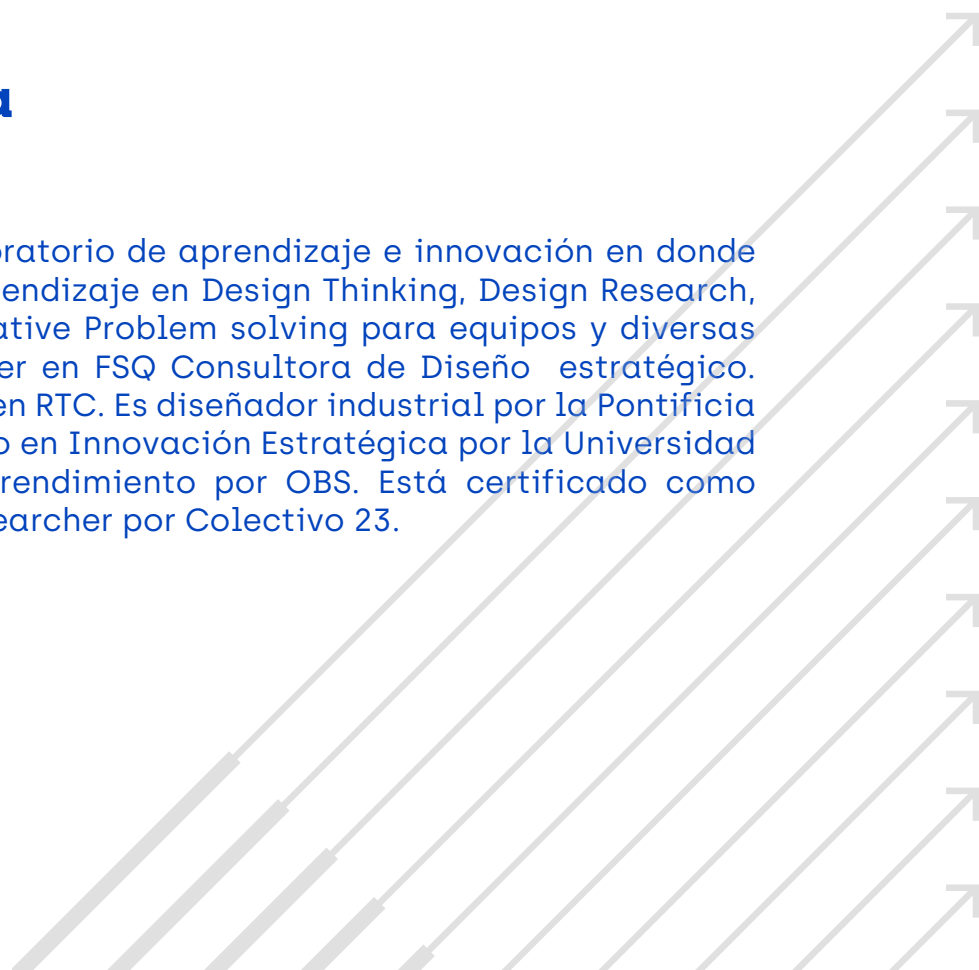 a
oratorio de aprendizaje e innovación en donde
endizaje en Design Thinking, Design Research,
ative Problem solving para equipos y diversas
er en FSQ Consultora de Diseño estratégico.
en RTC. Es diseñador industrial por la Pontificia
o en Innovación Estratégica por la Universidad
rendimiento por OBS. Está certificado como
earcher por Colectivo 23.